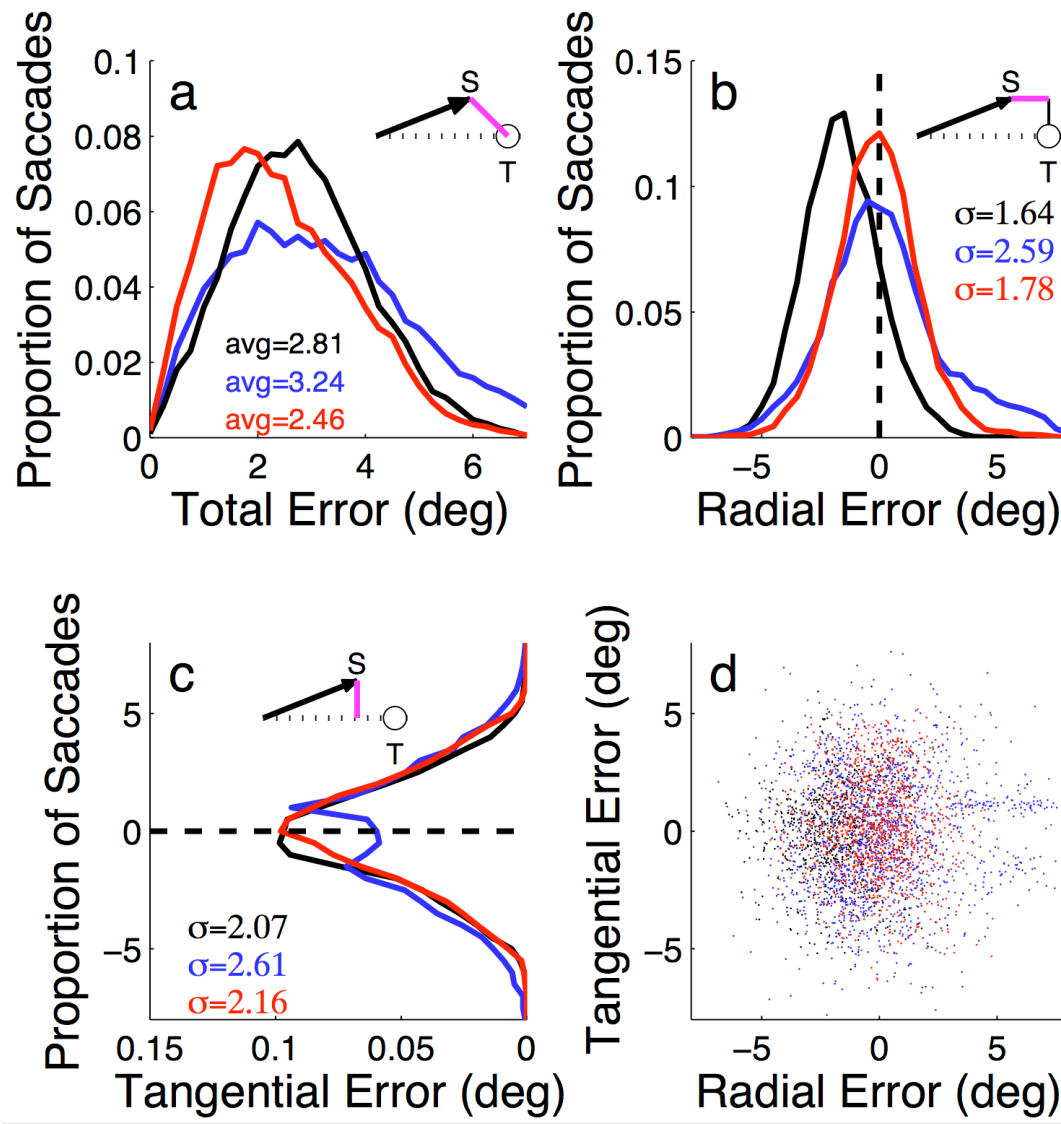 a
S
T
Proportion of Saccades
0.1
0.08
0.06
0.04
0.02
0
avg=2.81
avg=3.24
avg=2.46
0 2 4 6
Total Error (deg)
b
S
T
Proportion of Saccades
0.15
0.1
0.05
0
σ=1.64
σ=2.59
σ=1.78
−5 0 5
Radial Error (deg)
c
S
T
Proportion of Saccades
5
0
−5
σ=2.07
σ=2.61
σ=2.16
0.15 0.1 0.05 0
Tangential Error (deg)
d
Tangential Error (deg)
5
0
−5
−5 0 5
Radial Error (deg)